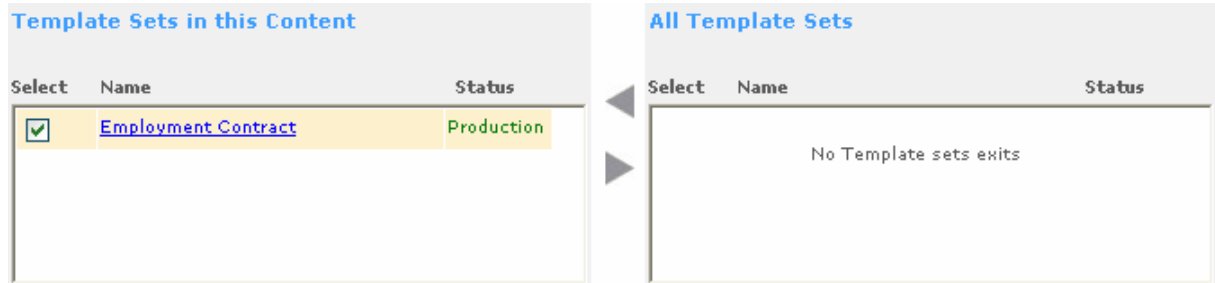 Template Sets in this Content
Select Name Status
Employment Contract Production
All Template Sets
Select Name Status
No Template sets exits